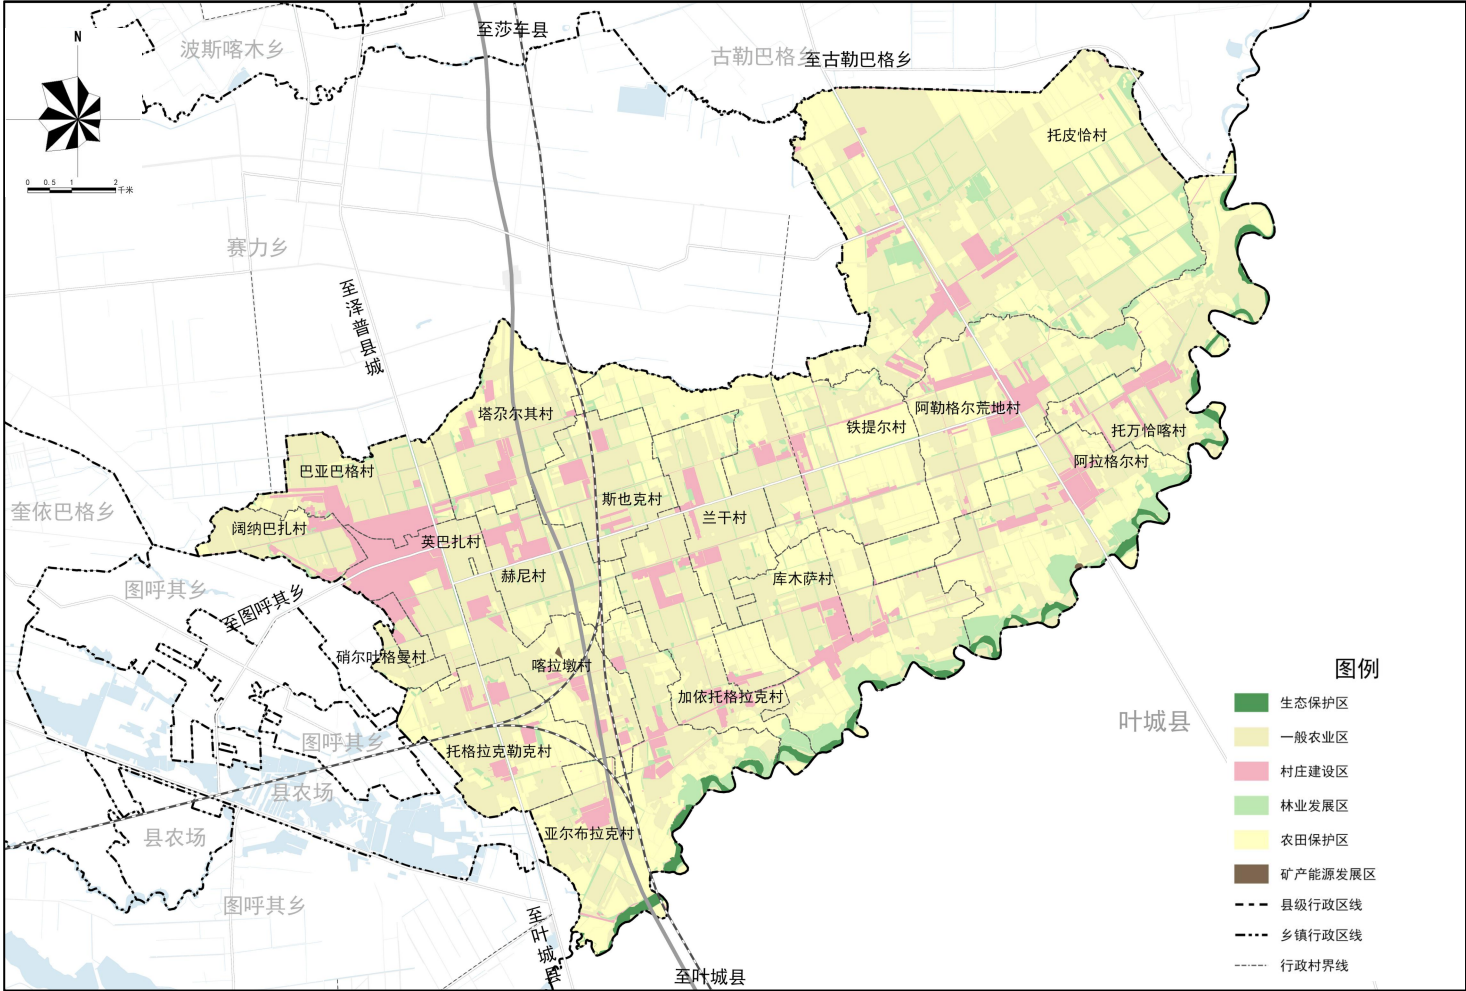 至莎车县
波斯喀木乡
古勒巴格乡
至古勒巴格乡
N
托皮恰村
0 0.5 1 2 千米
赛力乡
至泽普县城
塔尕尔其村
阿勒格尔荒地村
铁提尔村
托万恰喀村
巴亚巴格村
阿拉格尔村
斯也克村
奎依巴格乡
兰干村
阔纳巴扎村
英巴扎村
赫尼村
库木萨村
图呼其乡
至图呼其乡
硝尔吐格曼村
喀拉墩村
加依托格拉克村
叶城县
图呼其乡
托格拉克勒克村
县农场
县农场
亚尔布拉克村
图呼其乡
至叶城县
至叶城县
图例
生态保护区
一般农业区
村庄建设区
林业发展区
农田保护区
矿产能源发展区
县级行政区线
乡镇行政区线
行政村界线